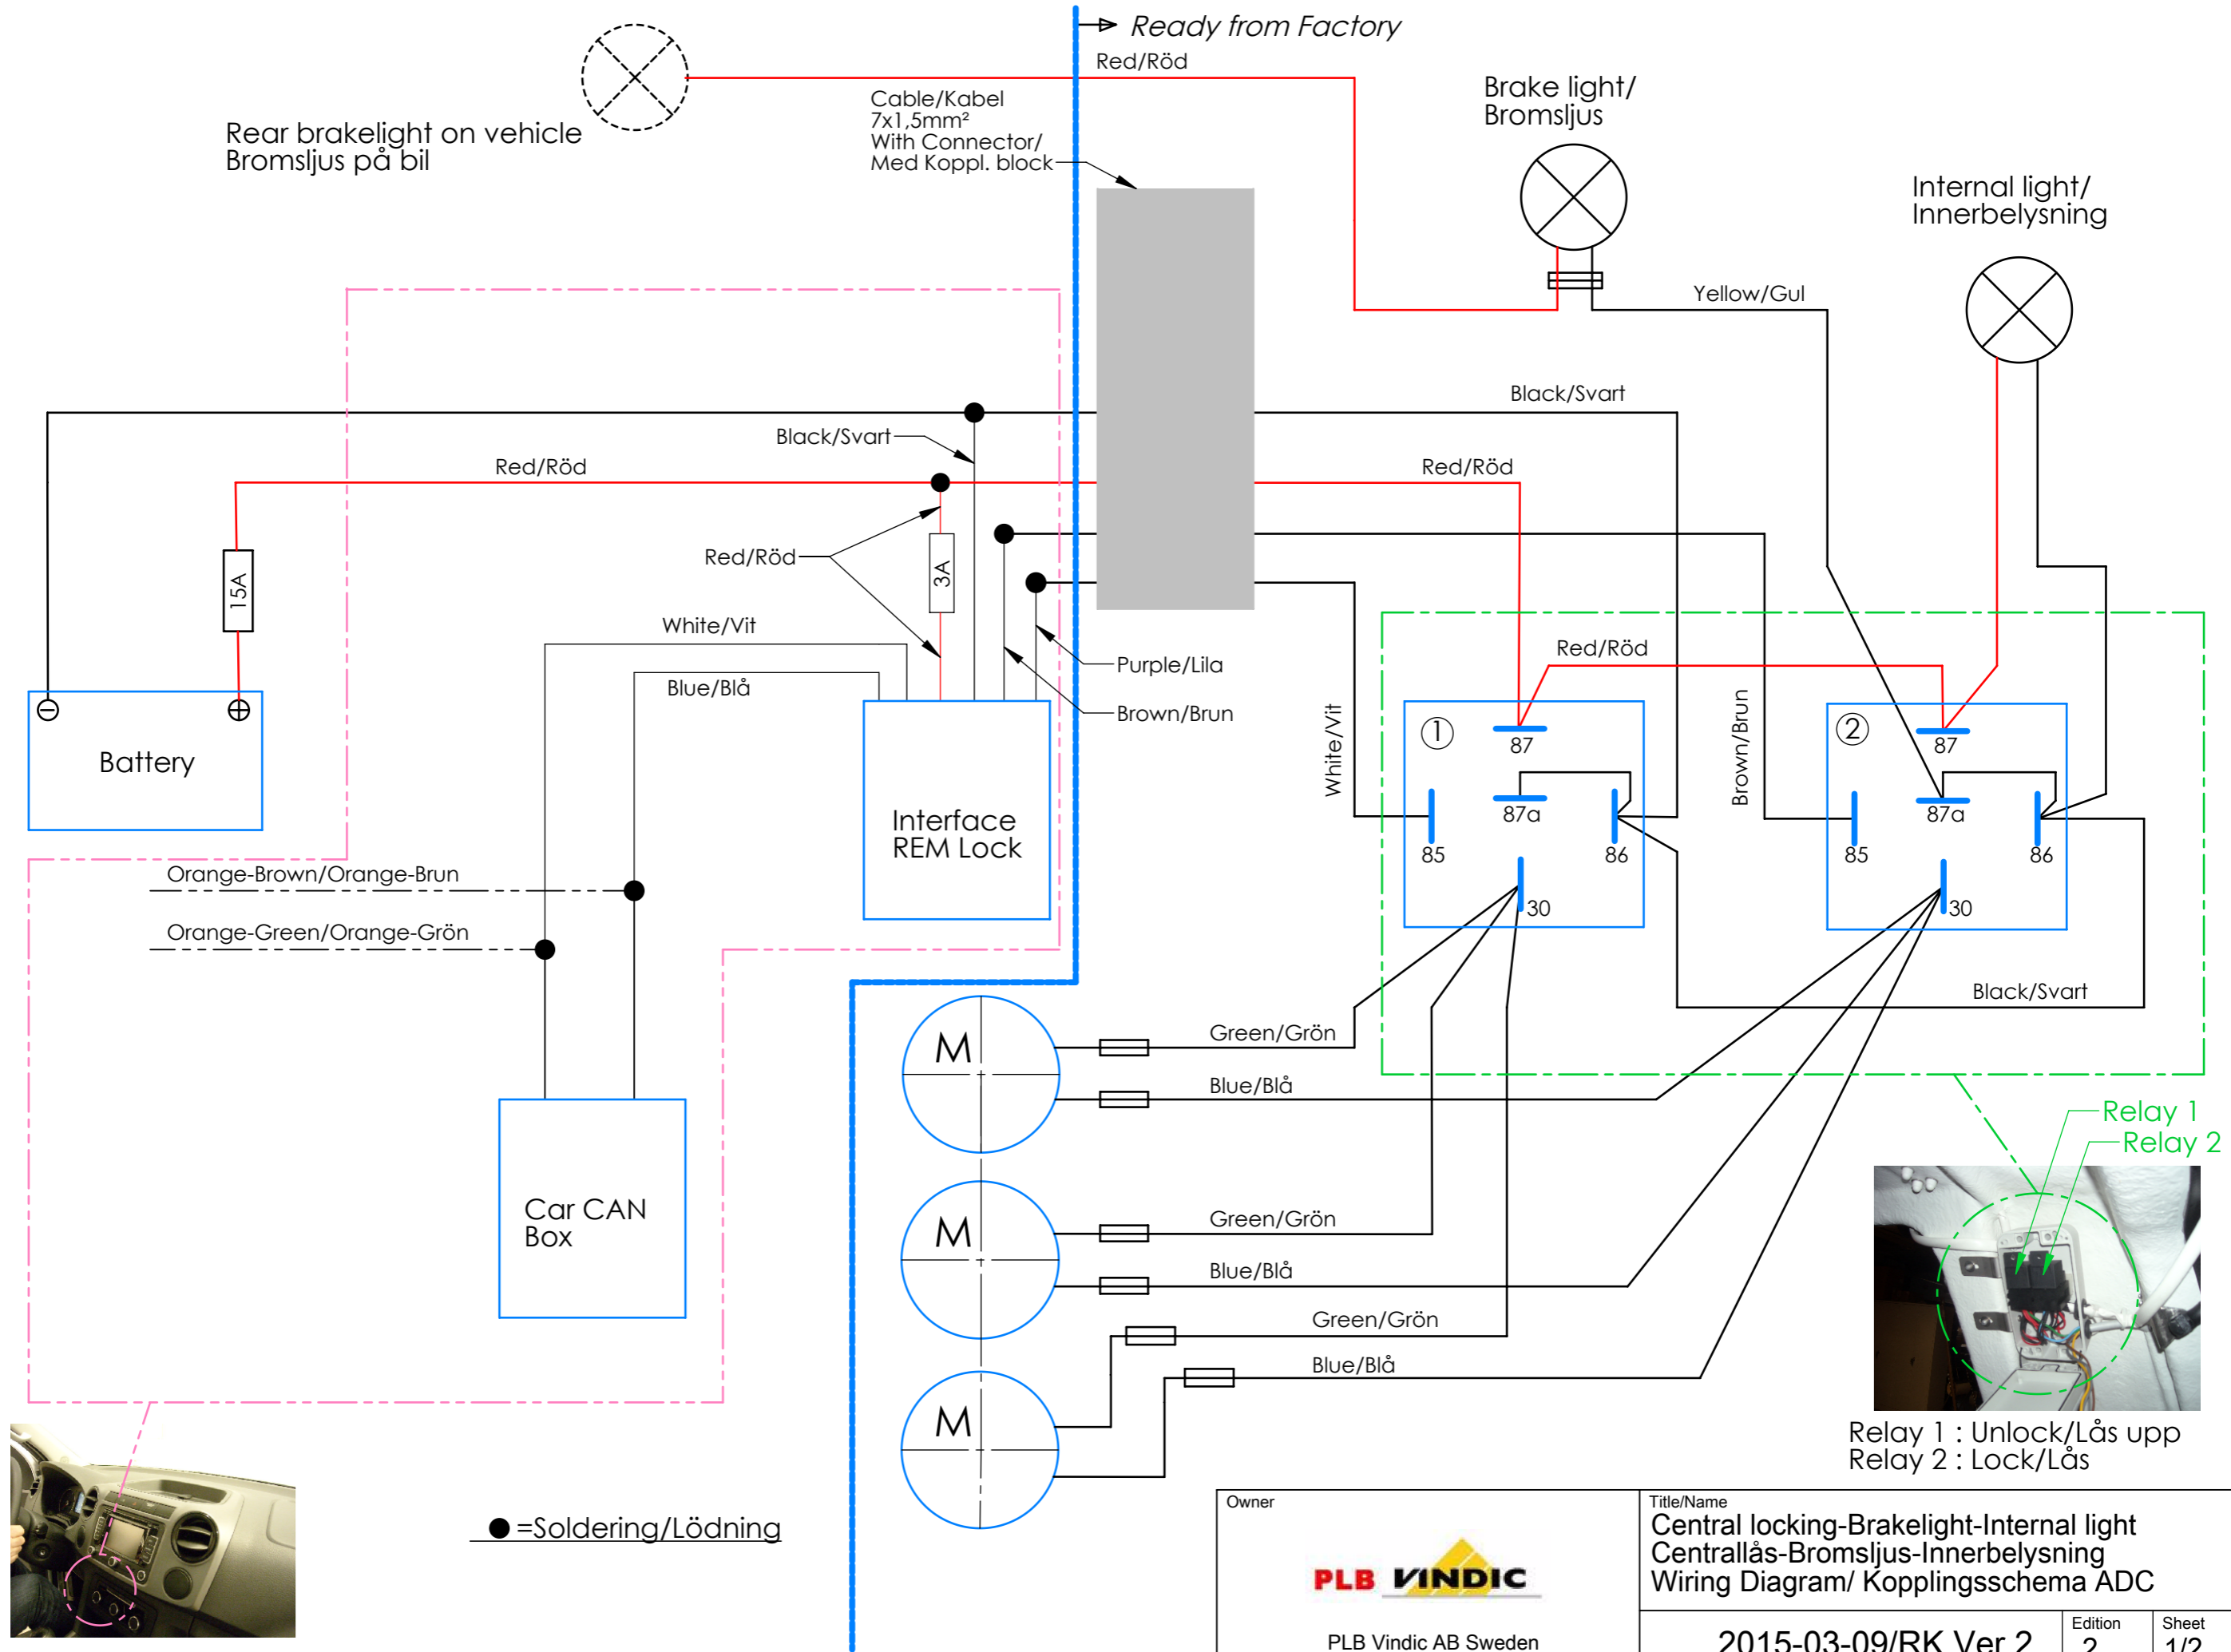 Ready from Factory
Red/Röd
Rear brakelight on vehicle
Bromsljus på bil
Cable/Kabel
7x1,5mm²
With Connector/
Med Koppl. block
Brake light/
Bromsljus
Internal light/
Innerbelysning
Yellow/Gul
Black/Svart
Black/Svart
Red/Röd
Red/Röd
Red/Röd
3A
15A
White/Vit
Blue/Blå
Purple/Lila
Brown/Brun
Red/Röd
White/Vit
Brown/Brun
Battery
Interface
REM Lock
1
87
87a
85
86
30
2
87
87a
85
86
30
Orange-Brown/Orange-Brun
Orange-Green/Orange-Grön
Black/Svart
M
Green/Grön
Blue/Blå
M
Green/Grön
Blue/Blå
M
Green/Grön
Blue/Blå
Car CAN
Box
Relay 1
Relay 2
Relay 1 : Unlock/Lås upp
Relay 2 : Lock/Lås
=Soldering/Lödning
Owner
PLB VINDIC
PLB Vindic AB Sweden
Title/Name
Central locking-Brakelight-Internal light
Centrallås-Bromsljus-Innerbelysning
Wiring Diagram/ Kopplingsschema ADC
2015-03-09/RK Ver 2
Edition
2
Sheet
1/2